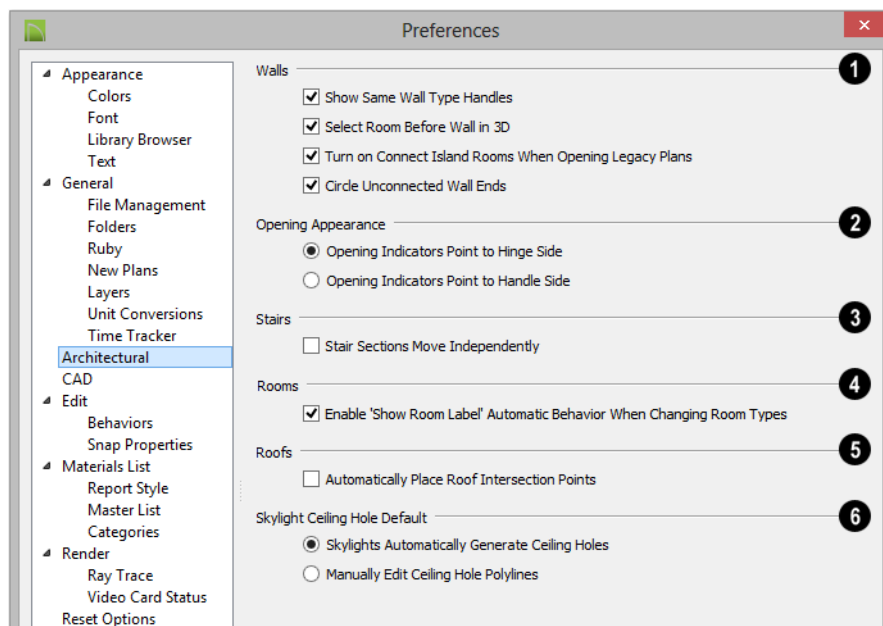 Preferences
Appearance
Colors
Font
Library Browser
Text
General
File Management
Folders
Ruby
New Plans
Layers
Unit Conversions
Time Tracker
Architectural
CAD
Edit
Behaviors
Snap Properties
Materials List
Report Style
Master List
Categories
Render
Ray Trace
Video Card Status
Reset Options
Walls 1
Show Same Wall Type Handles
Select Room Before Wall in 3D
Turn on Connect Island Rooms When Opening Legacy Plans
Circle Unconnected Wall Ends
Opening Appearance 2
Opening Indicators Point to Hinge Side
Opening Indicators Point to Handle Side
Stairs 3
Stair Sections Move Independently
Rooms 4
Enable 'Show Room Label' Automatic Behavior When Changing Room Types
Roofs 5
Automatically Place Roof Intersection Points
Skylight Ceiling Hole Default 6
Skylights Automatically Generate Ceiling Holes
Manually Edit Ceiling Hole Polylines